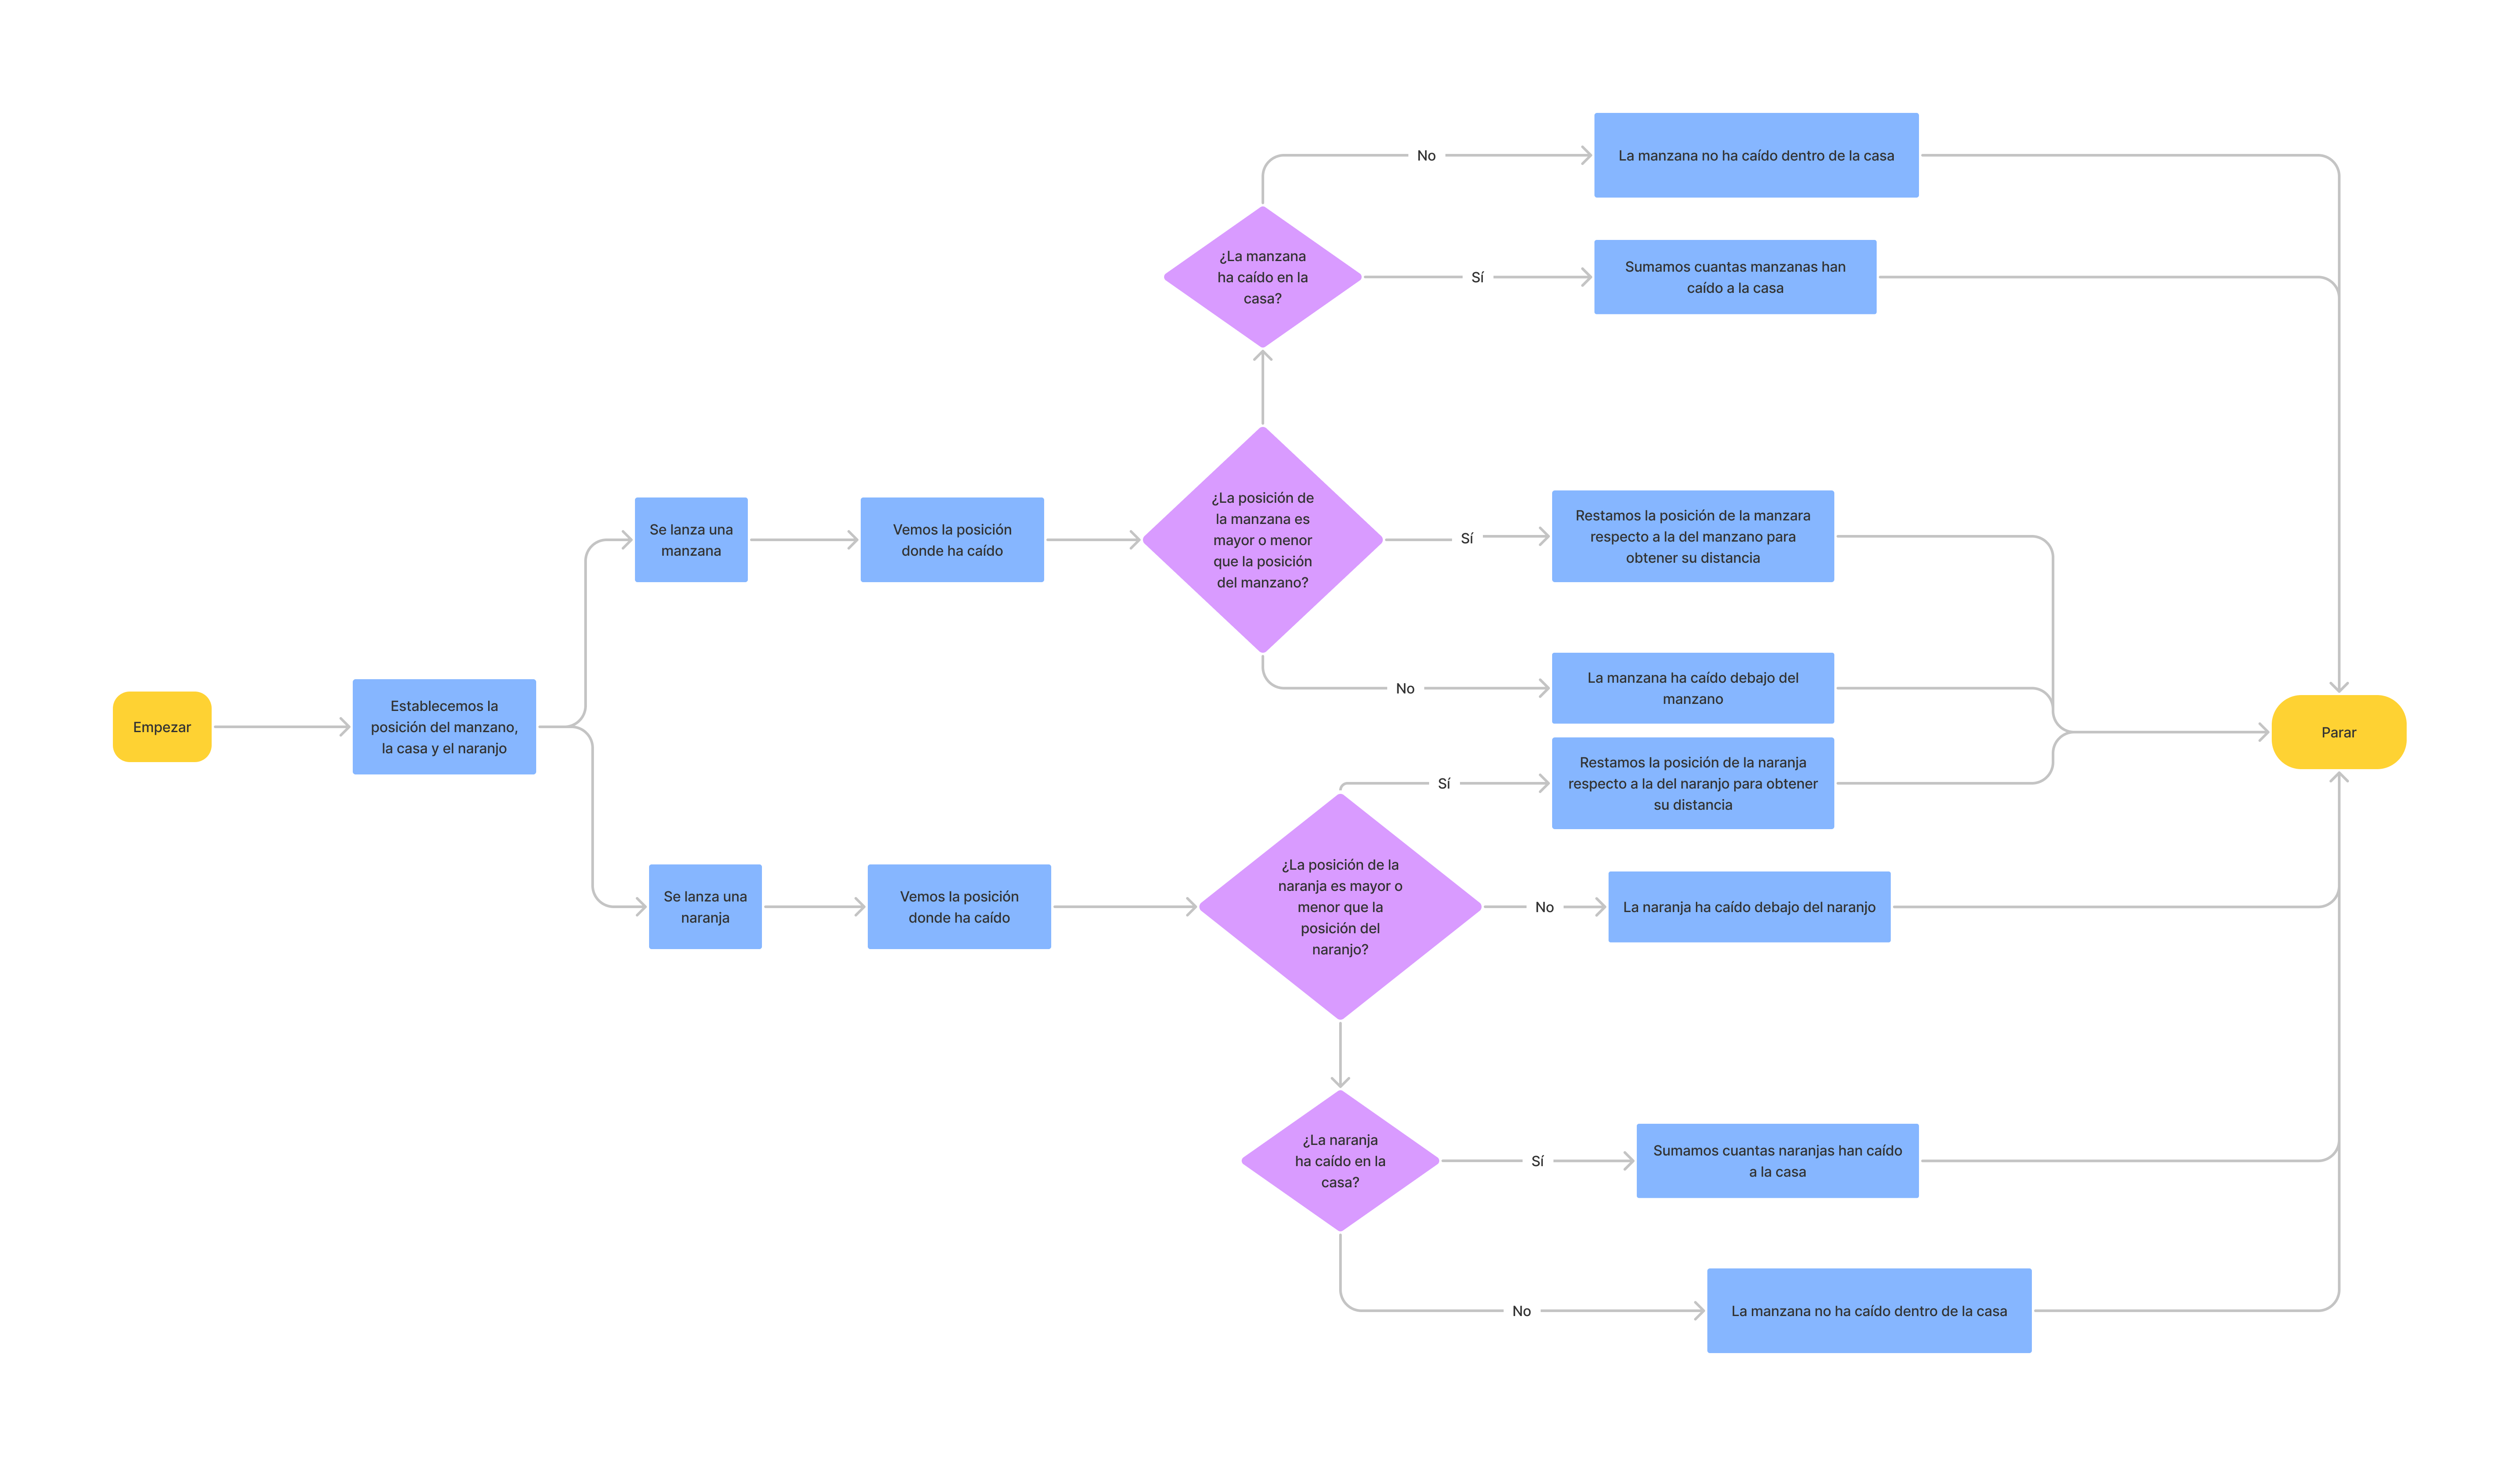 No
La manzana no ha caído dentro de la casa
¿La manzana
ha caído en la
casa?
Sí
Sumamos cuantas manzanas han
caído a la casa
Se lanza una
manzana
Vemos la posición
donde ha caído
¿La posición de
la manzana es
mayor o menor
que la posición
del manzano?
Sí
Restamos la posición de la manzara
respecto a la del manzano para
obtener su distancia
No
La manzana ha caído debajo del
manzano
Empezar
Establecemos la
posición del manzano,
la casa y el naranjo
Parar
Sí
Restamos la posición de la naranja
respecto a la del naranjo para obtener
su distancia
Se lanza una
naranja
Vemos la posición
donde ha caído
¿La posición de la
naranja es mayor o
menor que la
posición del
naranjo?
No
La naranja ha caído debajo del naranjo
¿La naranja
ha caído en la
casa?
Sí
Sumamos cuantas naranjas han caído
a la casa
No
La manzana no ha caído dentro de la casa